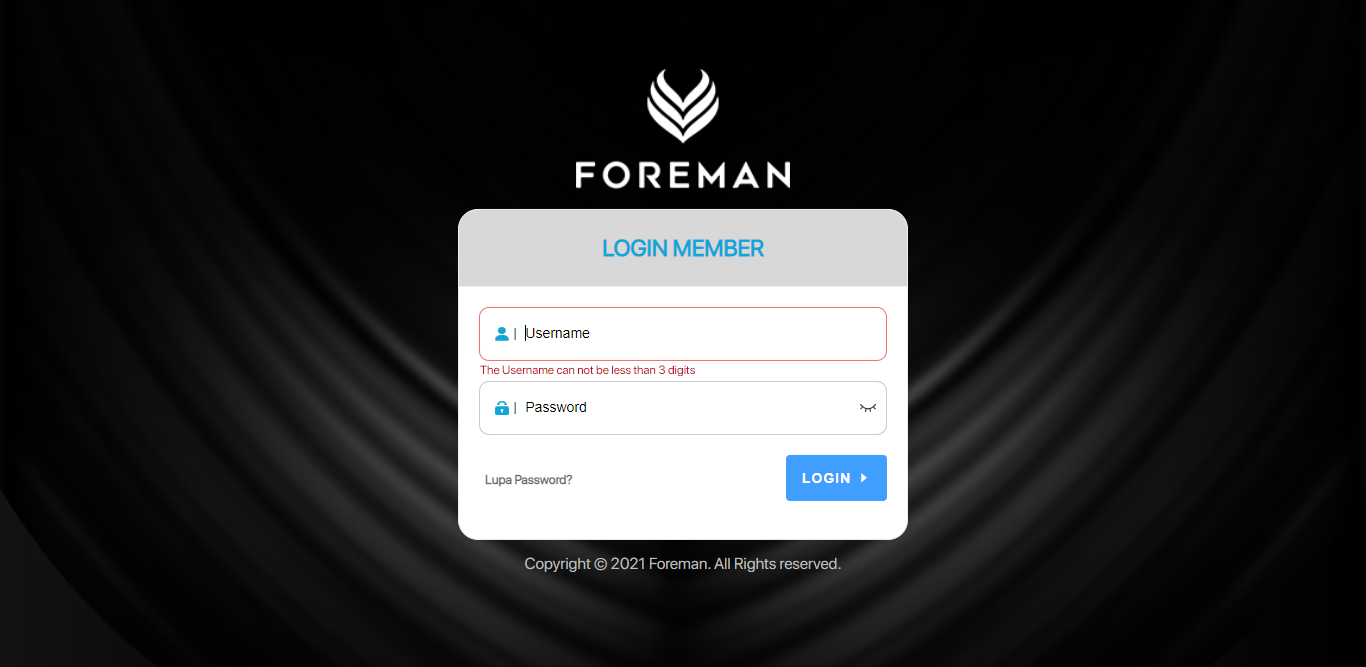 FOREMAN
LOGIN MEMBER
| Username
The Username can not be less than 3 digits
| Password
Lupa Password?
LOGIN
Copyright © 2021 Foreman. All Rights reserved.